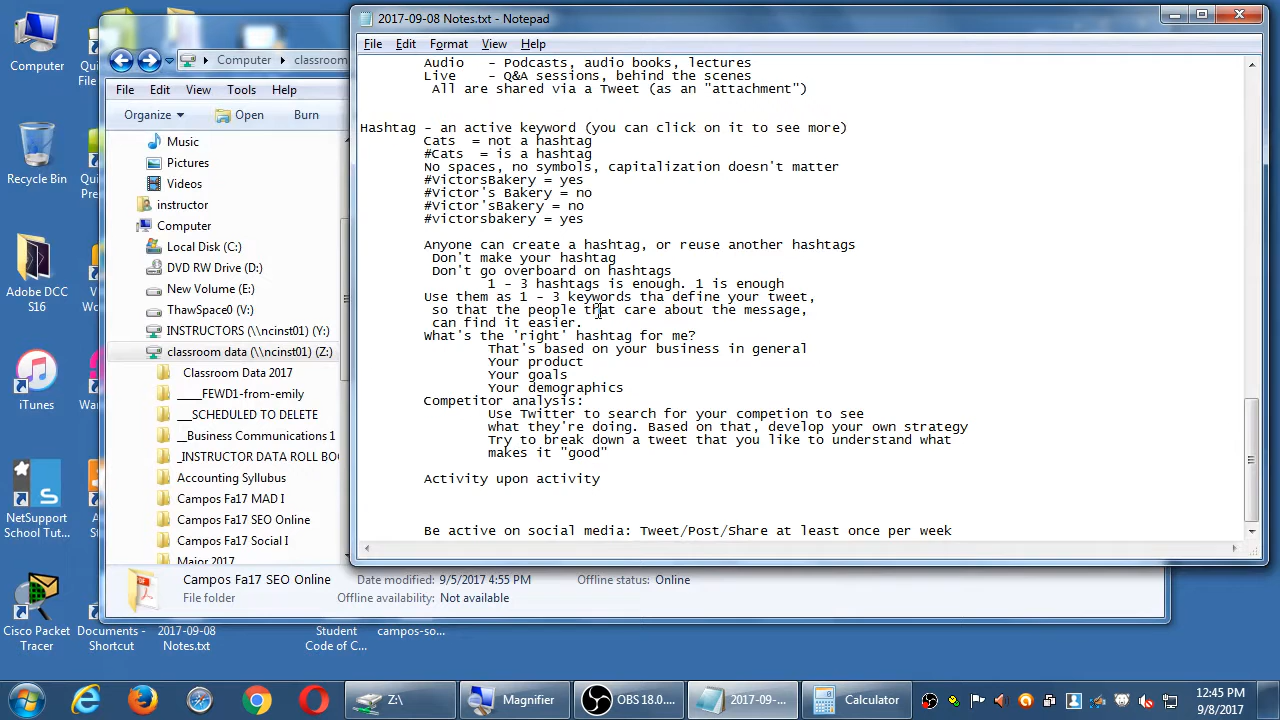 Computer
Recycle Bin
Adobe DCC
S16
iTunes
NetSupport
School Tut...
Cisco Packet
Tracer
Documents -
Shortcut
2017-09-08
Notes.txt
Student
Code of C...
campos-so...
Computer
classroom
File Edit View Tools Help
Organize Open Burn
Music
Pictures
Videos
instructor
Computer
Local Disk (C:)
DVD RW Drive (D:)
New Volume (E:)
ThawSpace0 (V:)
INSTRUCTORS (\\ncinst01) (Y:)
classroom data (\\ncinst01) (Z:)
Classroom Data 2017
____FEWD1-from-emily
___SCHEDULED TO DELETE
__Business Communications 1
_INSTRUCTOR DATA ROLL BO
Accounting Syllubus
Campos Fa17 MAD I
Campos Fa17 SEO Online
Campos Fa17 Social I
Major 2017
Campos Fa17 SEO Online Date modified: 9/5/2017 4:55 PM Offline status: Online
File folder Offline availability: Not available
2017-09-08 Notes.txt - Notepad
File Edit Format View Help
Audio - Podcasts, audio books, lectures
Live - Q&A sessions, behind the scenes
All are shared via a Tweet (as an "attachment")
Hashtag - an active keyword (you can click on it to see more)
Cats = not a hashtag
#Cats = is a hashtag
No spaces, no symbols, capitalization doesn't matter
#VictorsBakery = yes
#Victor's Bakery = no
#Victor'sBakery = no
#victorsbakery = yes
Anyone can create a hashtag, or reuse another hashtags
Don't make your hashtag
Don't go overboard on hashtags
1 - 3 hashtags is enough. 1 is enough
Use them as 1 - 3 keywords tha define your tweet,
so that the people that care about the message,
can find it easier.
What's the 'right' hashtag for me?
That's based on your business in general
Your product
Your goals
Your demographics
Competitor analysis:
Use Twitter to search for your competion to see
what they're doing. Based on that, develop your own strategy
Try to break down a tweet that you like to understand what
makes it "good"
Activity upon activity
Be active on social media: Tweet/Post/Share at least once per week
Z:\
Magnifier
OBS 18.0....
2017-09-...
Calculator
12:45 PM
9/8/2017